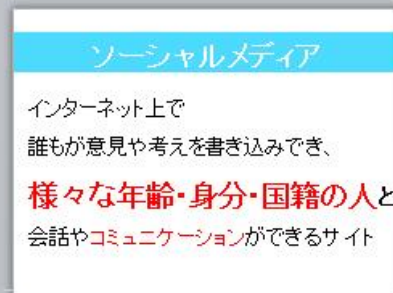 ソーシャルメディア
インターネット上で
誰もが意見や考えを書き込みでき、
様々な年齢・身分・国籍の人と
会話やコミュニケーションができるサイト